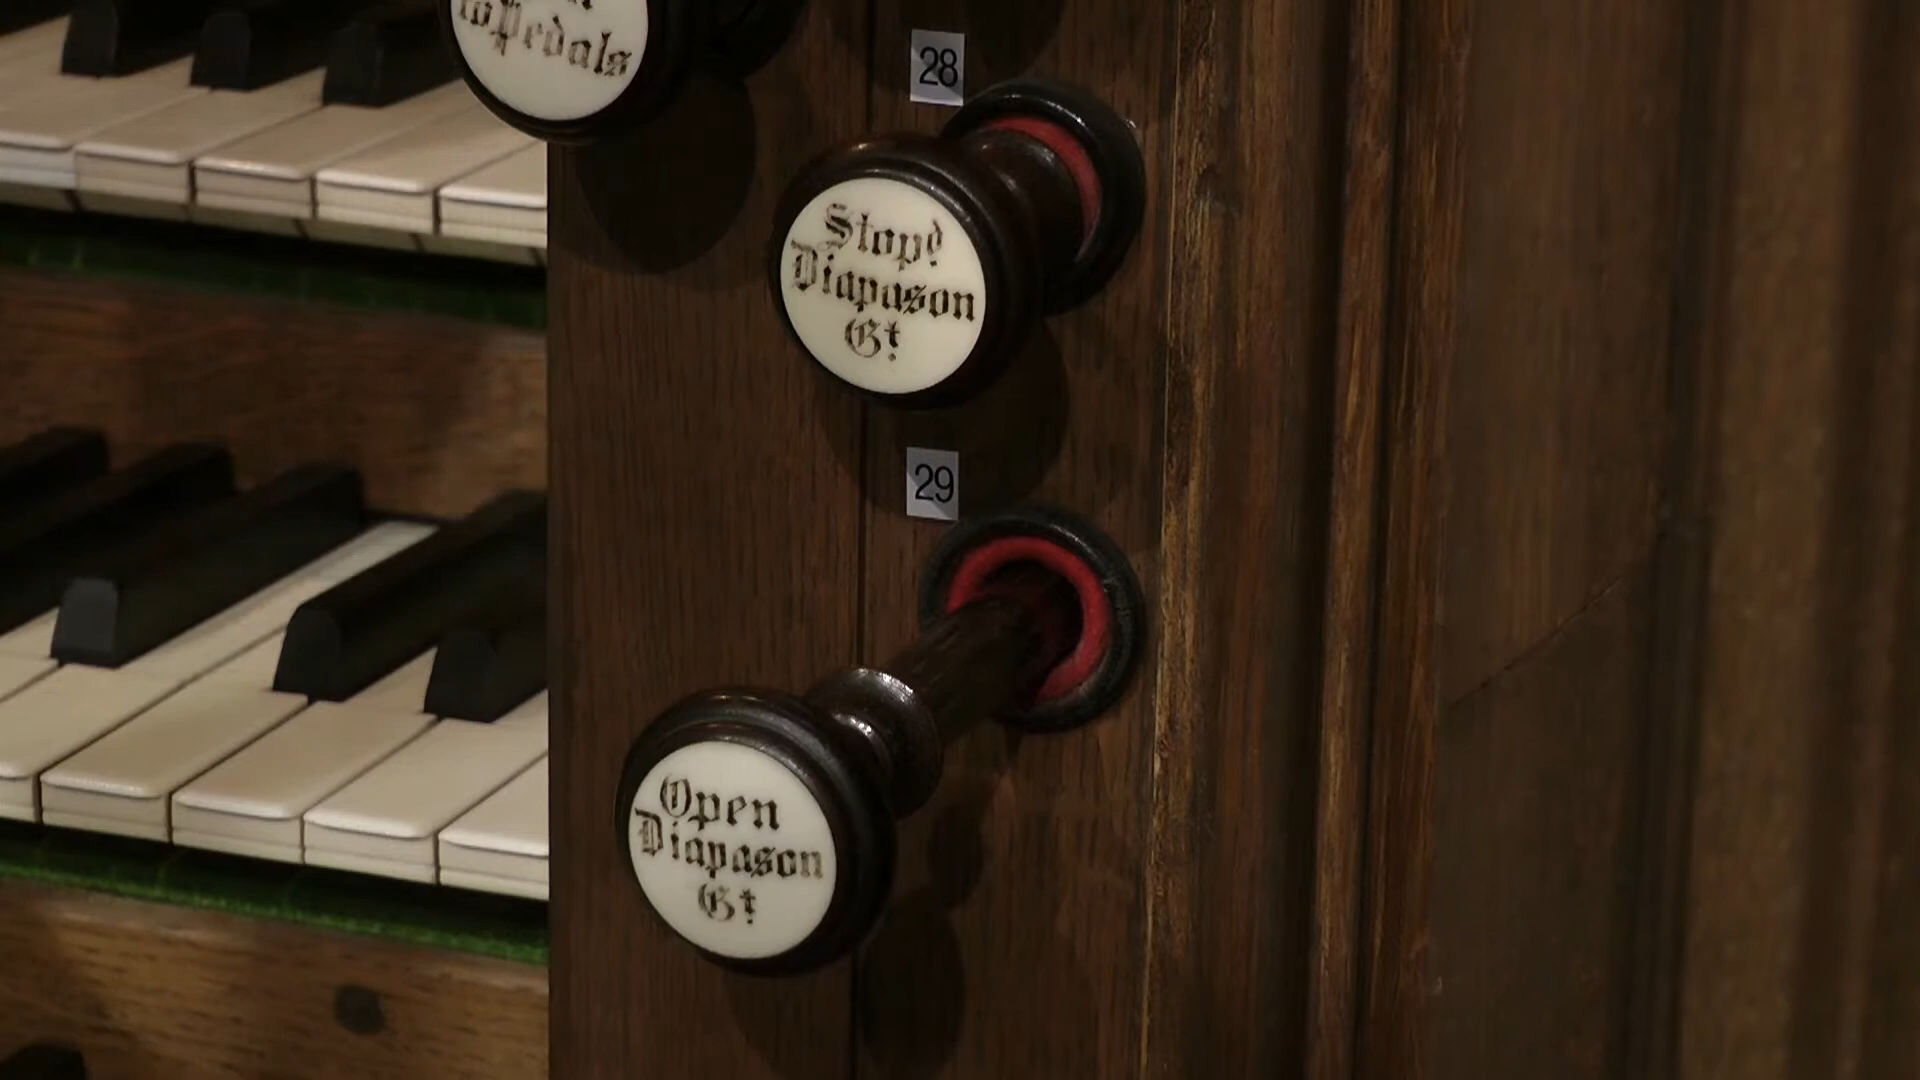 to Pedals
28
Stopd
Diapason
Gt
29
Open
Diapason
Gt